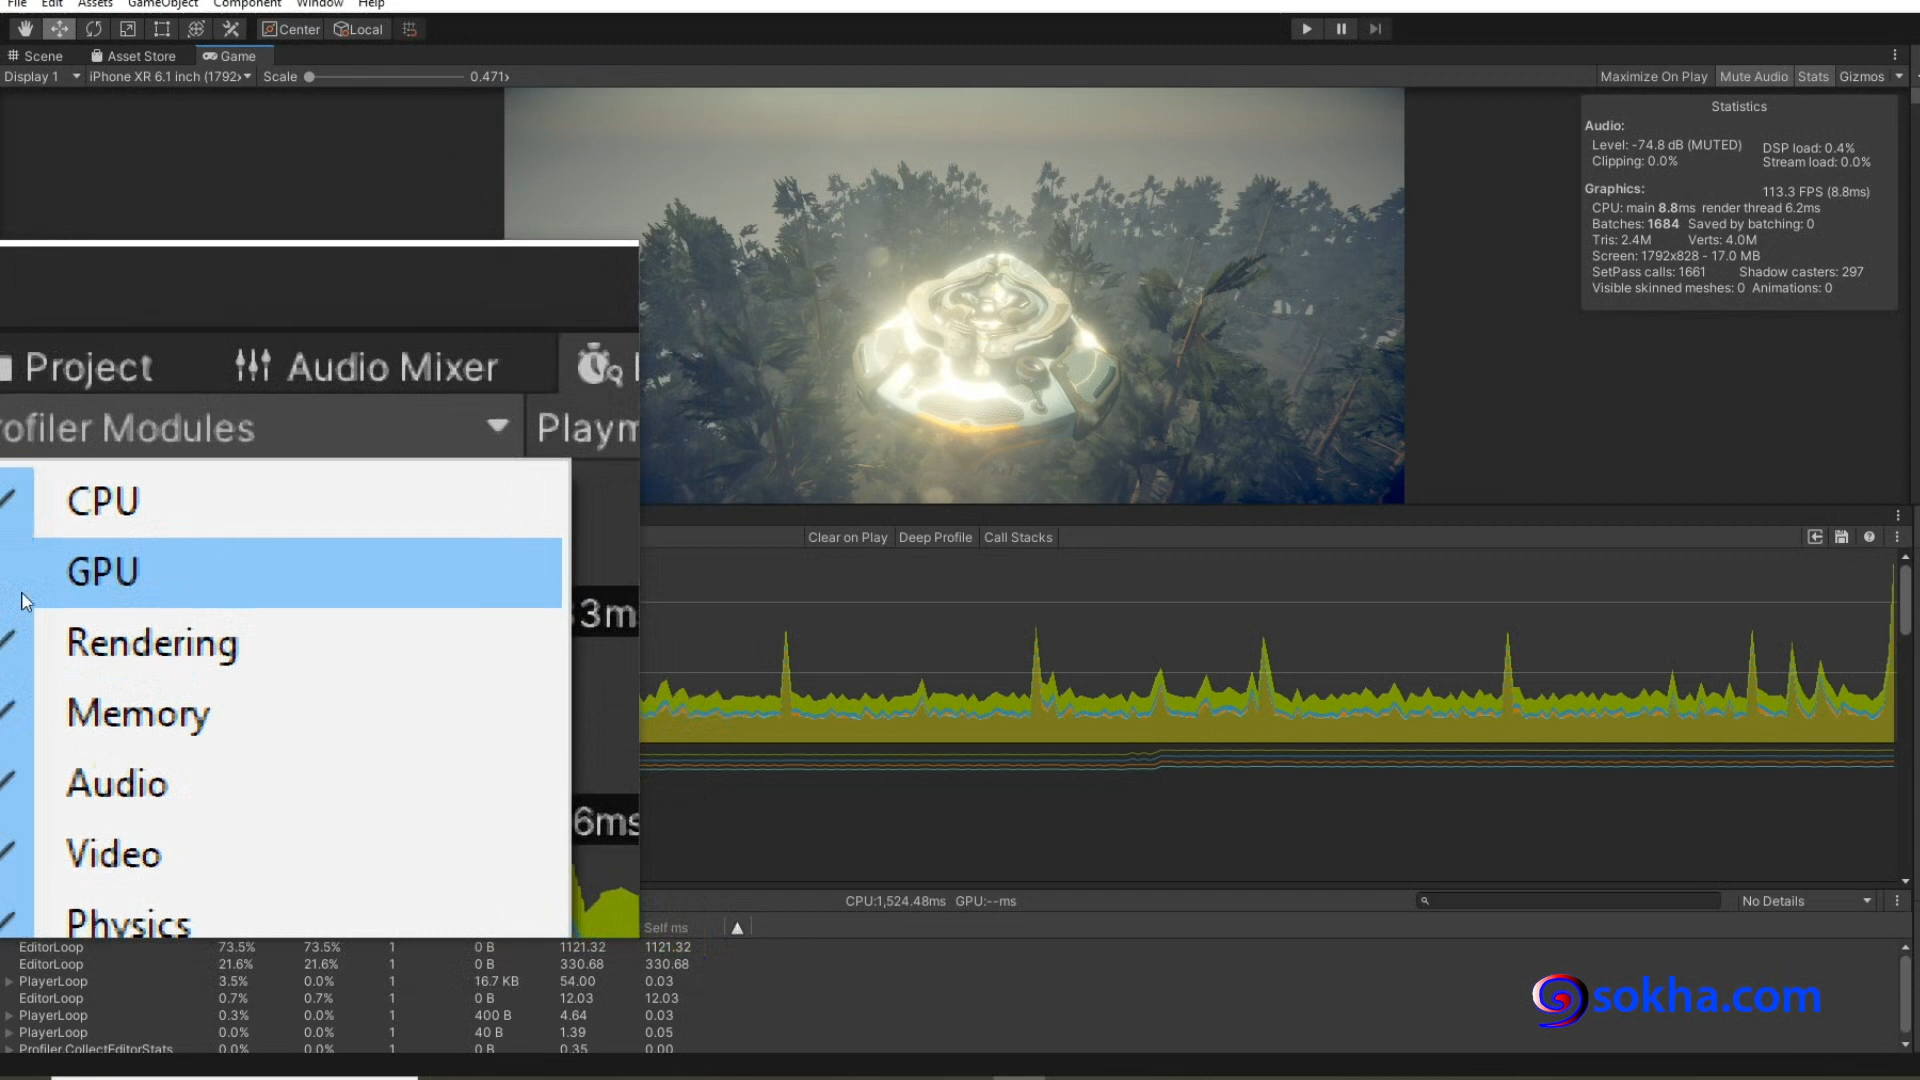 File Edit Assets GameObject Component Window Help
Center Local
Scene Asset Store Game
Display 1 iPhone XR 6.1 inch (1792 Scale 0.471 Maximize On Play Mute Audio Stats Gizmos
Statistics
Audio:
Level: -74.8 dB (MUTED) DSP load: 0.4%
Clipping: 0.0% Stream load: 0.0%
Graphics: 113.3 FPS (8.8ms)
CPU: main 8.8ms render thread 6.2ms
Batches: 1684 Saved by batching: 0
Tris: 2.4M Verts: 4.0M
Screen: 1792x828 - 17.0 MB
SetPass calls: 1661 Shadow casters: 297
Visible skinned meshes: 0 Animations: 0
Project Audio Mixer
ofiler Modules Playm
CPU
GPU
Rendering
Memory
Audio
Video
Physics
3m
6ms
Clear on Play Deep Profile Call Stacks
CPU:1,524.48ms GPU:--ms No Details
Self ms
EditorLoop 73.5% 73.5% 1 0 B 1121.32 1121.32
EditorLoop 21.6% 21.6% 1 0 B 330.68 330.68
PlayerLoop 3.5% 0.0% 1 16.7 KB 54.00 0.03
EditorLoop 0.7% 0.7% 1 0 B 12.03 12.03
PlayerLoop 0.3% 0.0% 1 400 B 4.64 0.03
PlayerLoop 0.0% 0.0% 1 40 B 1.39 0.05
Profiler.CollectEditorStats 0.0% 0.0% 1 0 B 0.35 0.00
sokha.com